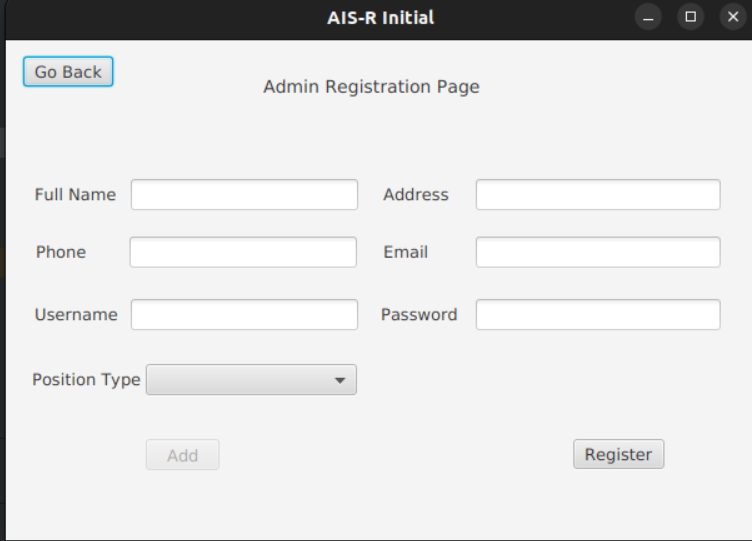 AIS-R Initial
Go Back
Admin Registration Page
Full Name
Address
Phone
Email
Username
Password
Position Type
Add
Register